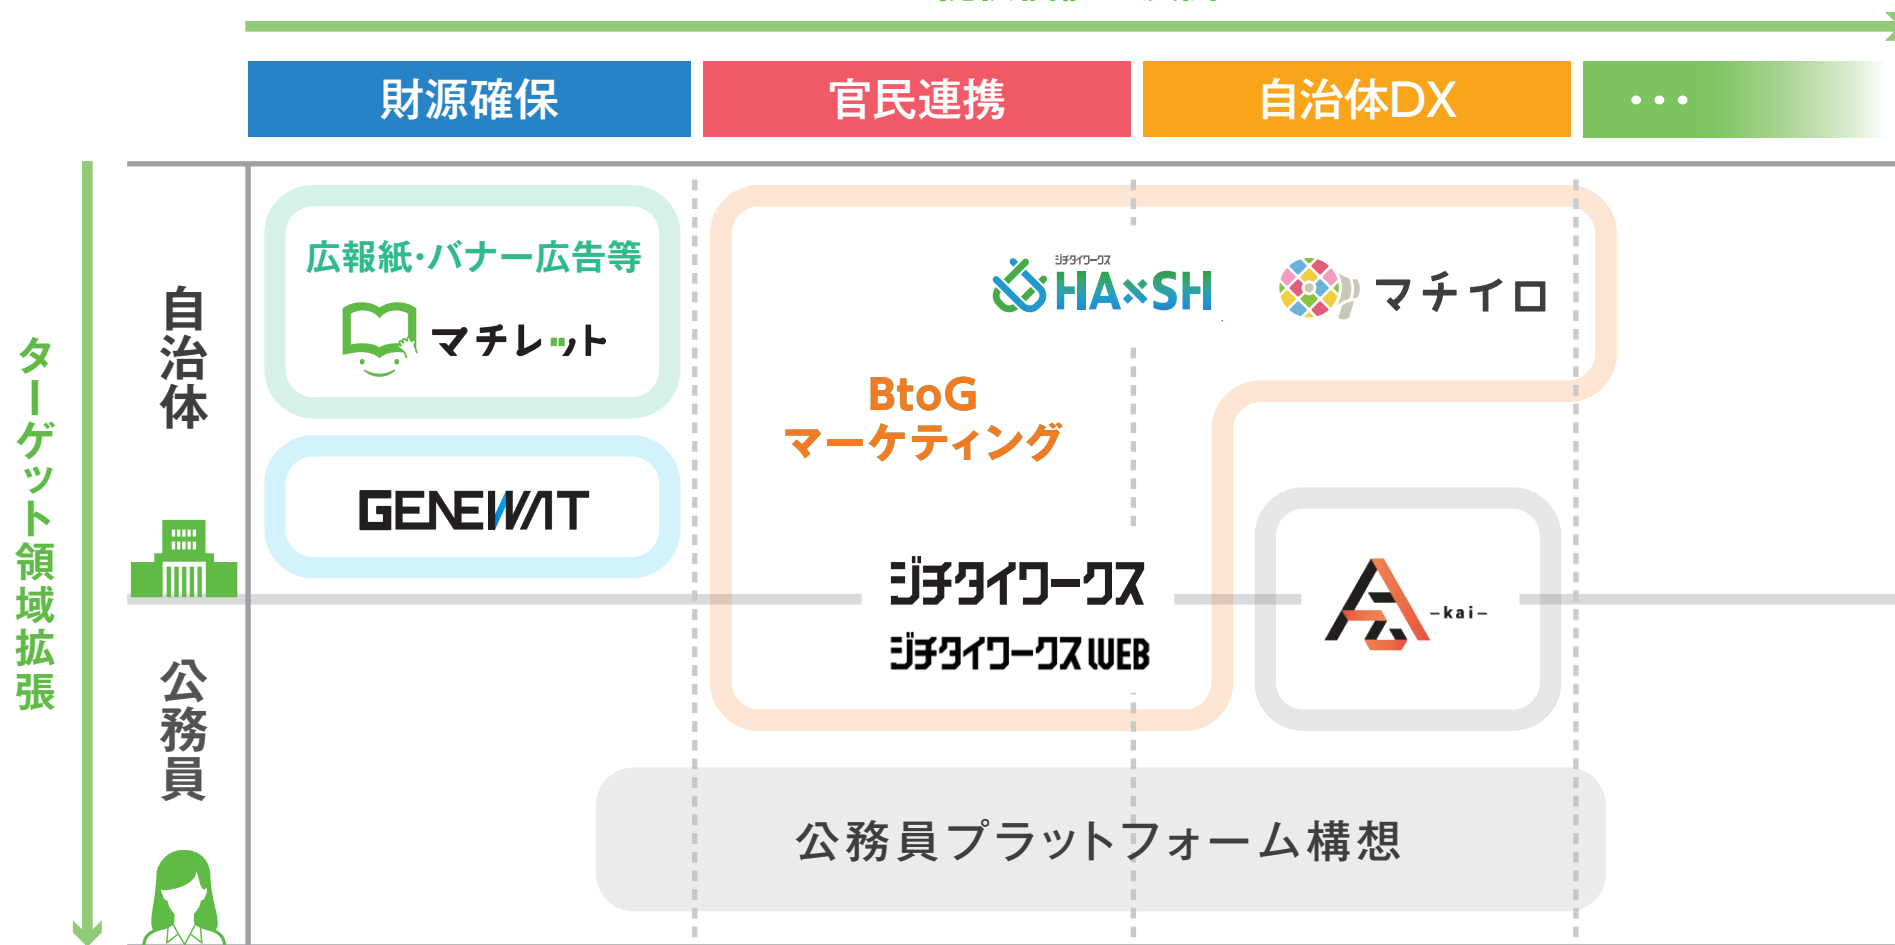 財源確保
官民連携
自治体DX
...
ターゲット領域拡張
自治体
広報紙・バナー広告等
マチレット
GENEWAT
ジチタイワークス
HA×SH
マチイロ
BtoG
マーケティング
ジチタイワークス
ジチタイワークス WEB
-kai-
公務員
公務員プラットフォーム構想